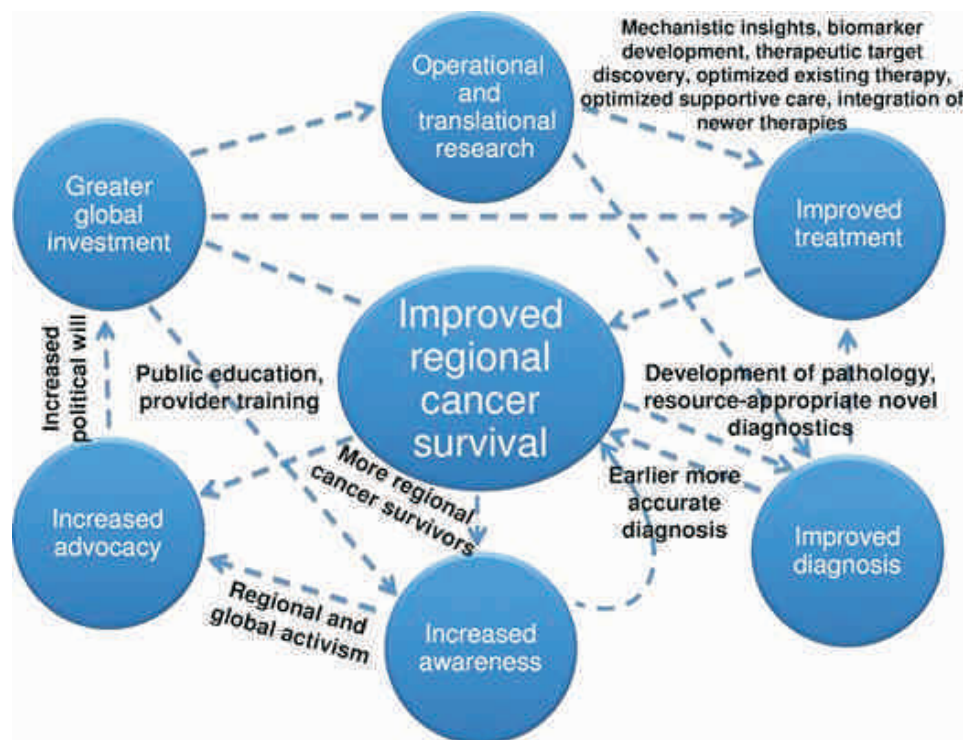 Operational
and
translational
research
Mechanistic insights, biomarker
development, therapeutic target
discovery, optimized existing therapy,
optimized supportive care, integration of
newer therapies
Greater
global
investment
Improved
treatment
Improved
regional
cancer
survival
Increased
political will
Public education,
provider training
Development of pathology,
resource-appropriate novel
diagnostics
More regional
cancer survivors
Earlier more
accurate
diagnosis
Increased
advocacy
Improved
diagnosis
Regional and
global activism
Increased
awareness